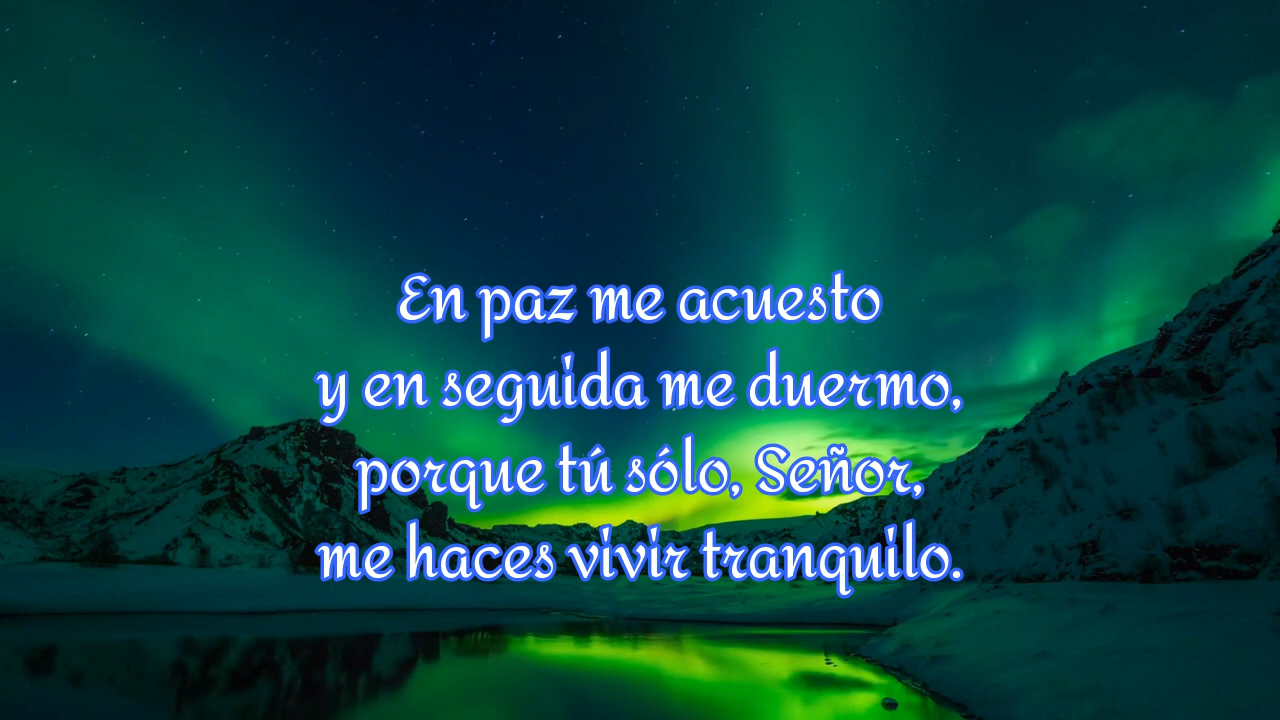 En paz me acuesto
y en seguida me duermo,
porque tú sólo, Señor,
me haces vivir tranquilo.